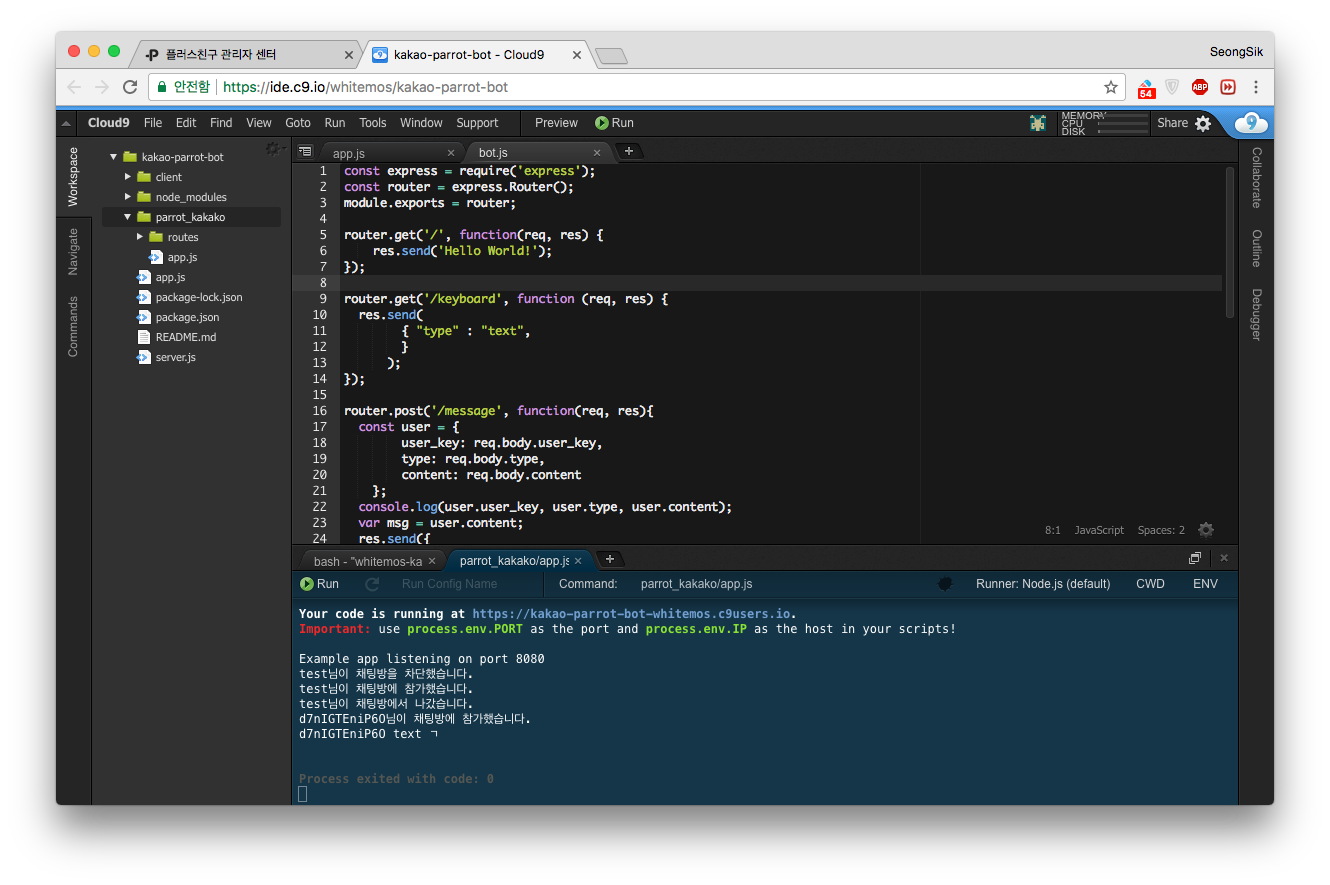 플러스친구 관리자 센터
kakao-parrot-bot - Cloud9
SeongSik
안전함 https://ide.c9.io/whitemos/kakao-parrot-bot
54
ABP
Cloud9 File Edit Find View Goto Run Tools Window Support Preview Run
MEMORY
CPU
DISK
Share
9
Workspace
Navigate
Commands
kakao-parrot-bot
client
node_modules
parrot_kakako
routes
app.js
app.js
package-lock.json
package.json
README.md
server.js
app.js
bot.js
1 const express = require('express');
2 const router = express.Router();
3 module.exports = router;
4
5 router.get('/', function(req, res) {
6 res.send('Hello World!');
7 });
8
9 router.get('/keyboard', function (req, res) {
10 res.send(
11 { "type" : "text",
12 }
13 );
14 });
15
16 router.post('/message', function(req, res){
17 const user = {
18 user_key: req.body.user_key,
19 type: req.body.type,
20 content: req.body.content
21 };
22 console.log(user.user_key, user.type, user.content);
23 var msg = user.content;
24 res.send({
8:1 JavaScript Spaces: 2
Collaborate
Outline
Debugger
bash - "whitemos-ka
parrot_kakako/app.js
Run Run Config Name Command: parrot_kakako/app.js Runner: Node.js (default) CWD ENV
Your code is running at https://kakao-parrot-bot-whitemos.c9users.io.
Important: use process.env.PORT as the port and process.env.IP as the host in your scripts!
Example app listening on port 8080
test님이 채팅방을 차단했습니다.
test님이 채팅방에 참가했습니다.
test님이 채팅방에서 나갔습니다.
d7nIGTEniP6O님이 채팅방에 참가했습니다.
d7nIGTEniP6O text ㄱ
Process exited with code: 0